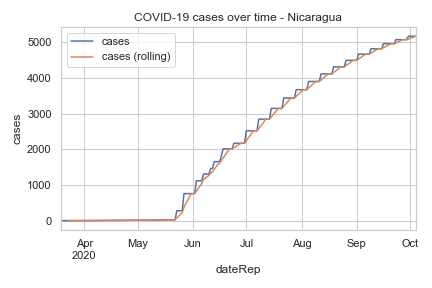 COVID-19 cases over time - Nicaragua
cases
cases (rolling)
5000
4000
3000
2000
1000
0
cases
Apr
2020
May
Jun
Jul
Aug
Sep
Oct
dateRep